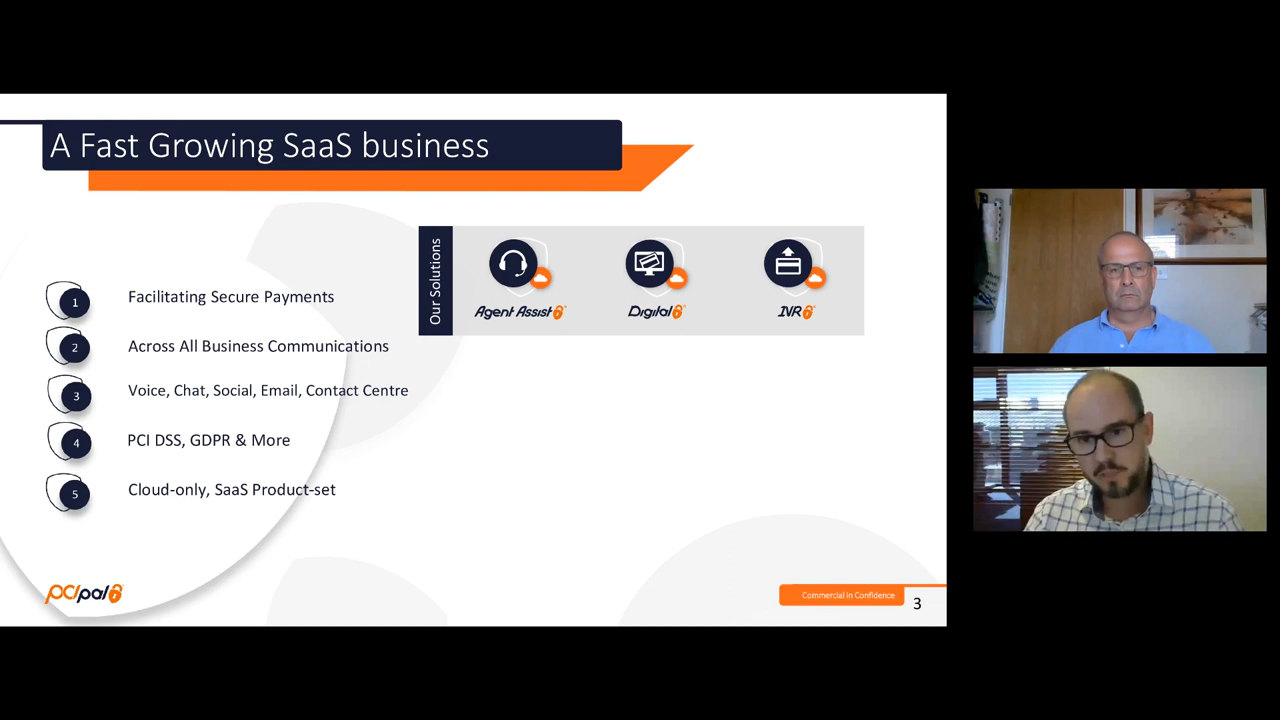 A Fast Growing SaaS business
Our Solutions
Agent Assist
Digital
IVR
1
Facilitating Secure Payments
2
Across All Business Communications
3
Voice, Chat, Social, Email, Contact Centre
4
PCI DSS, GDPR & More
5
Cloud-only, SaaS Product-set
pcipal
Commercial in Confidence
3